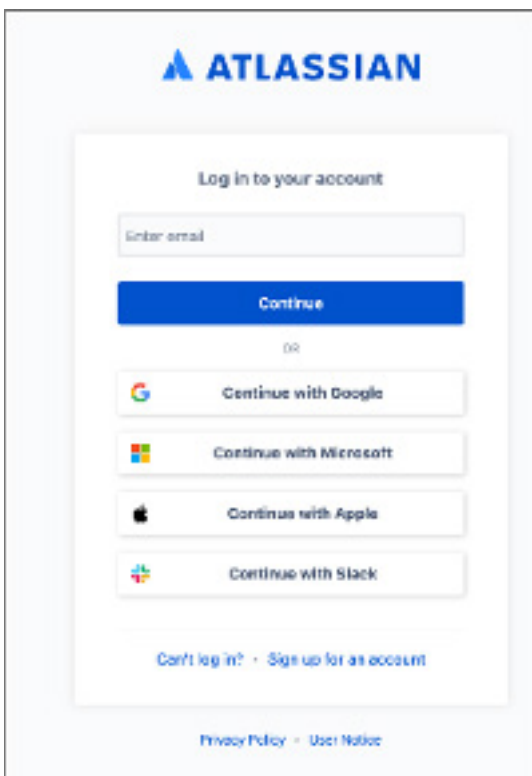 ATLASSIAN
Log in to your account
Enter email
Continue
OR
Continue with Google
Continue with Microsoft
Continue with Apple
Continue with Slack
Can't log in? • Sign up for an account
Privacy Policy • User Notice